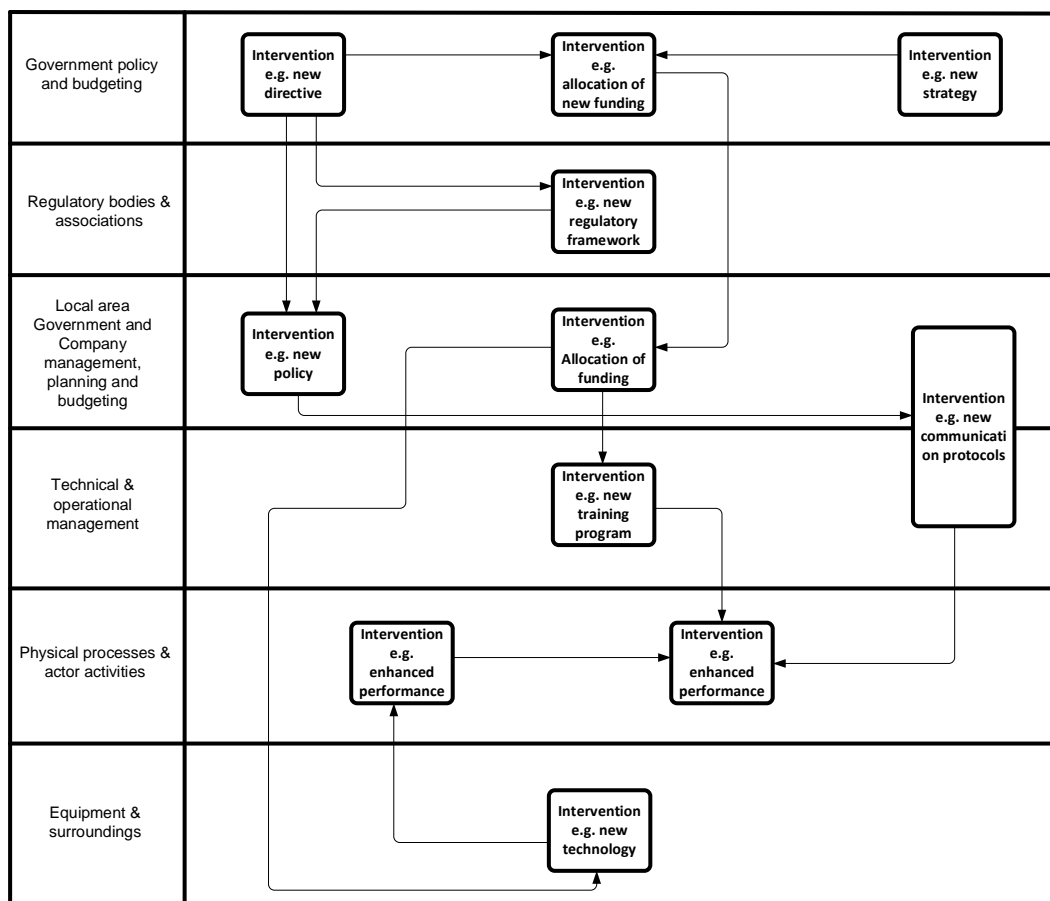 Government policy
and budgeting
Intervention
e.g. new
directive
Intervention
e.g.
allocation of
new funding
Intervention
e.g. new
strategy
Regulatory bodies &
associations
Intervention
e.g. new
regulatory
framework
Local area
Government and
Company
management,
planning and
budgeting
Intervention
e.g. new
policy
Intervention
e.g.
Allocation of
funding
Intervention
e.g. new
communicati
on protocols
Technical &
operational
management
Intervention
e.g. new
training
program
Physical processes &
actor activities
Intervention
e.g.
enhanced
performance
Intervention
e.g.
enhanced
performance
Equipment &
surroundings
Intervention
e.g. new
technology